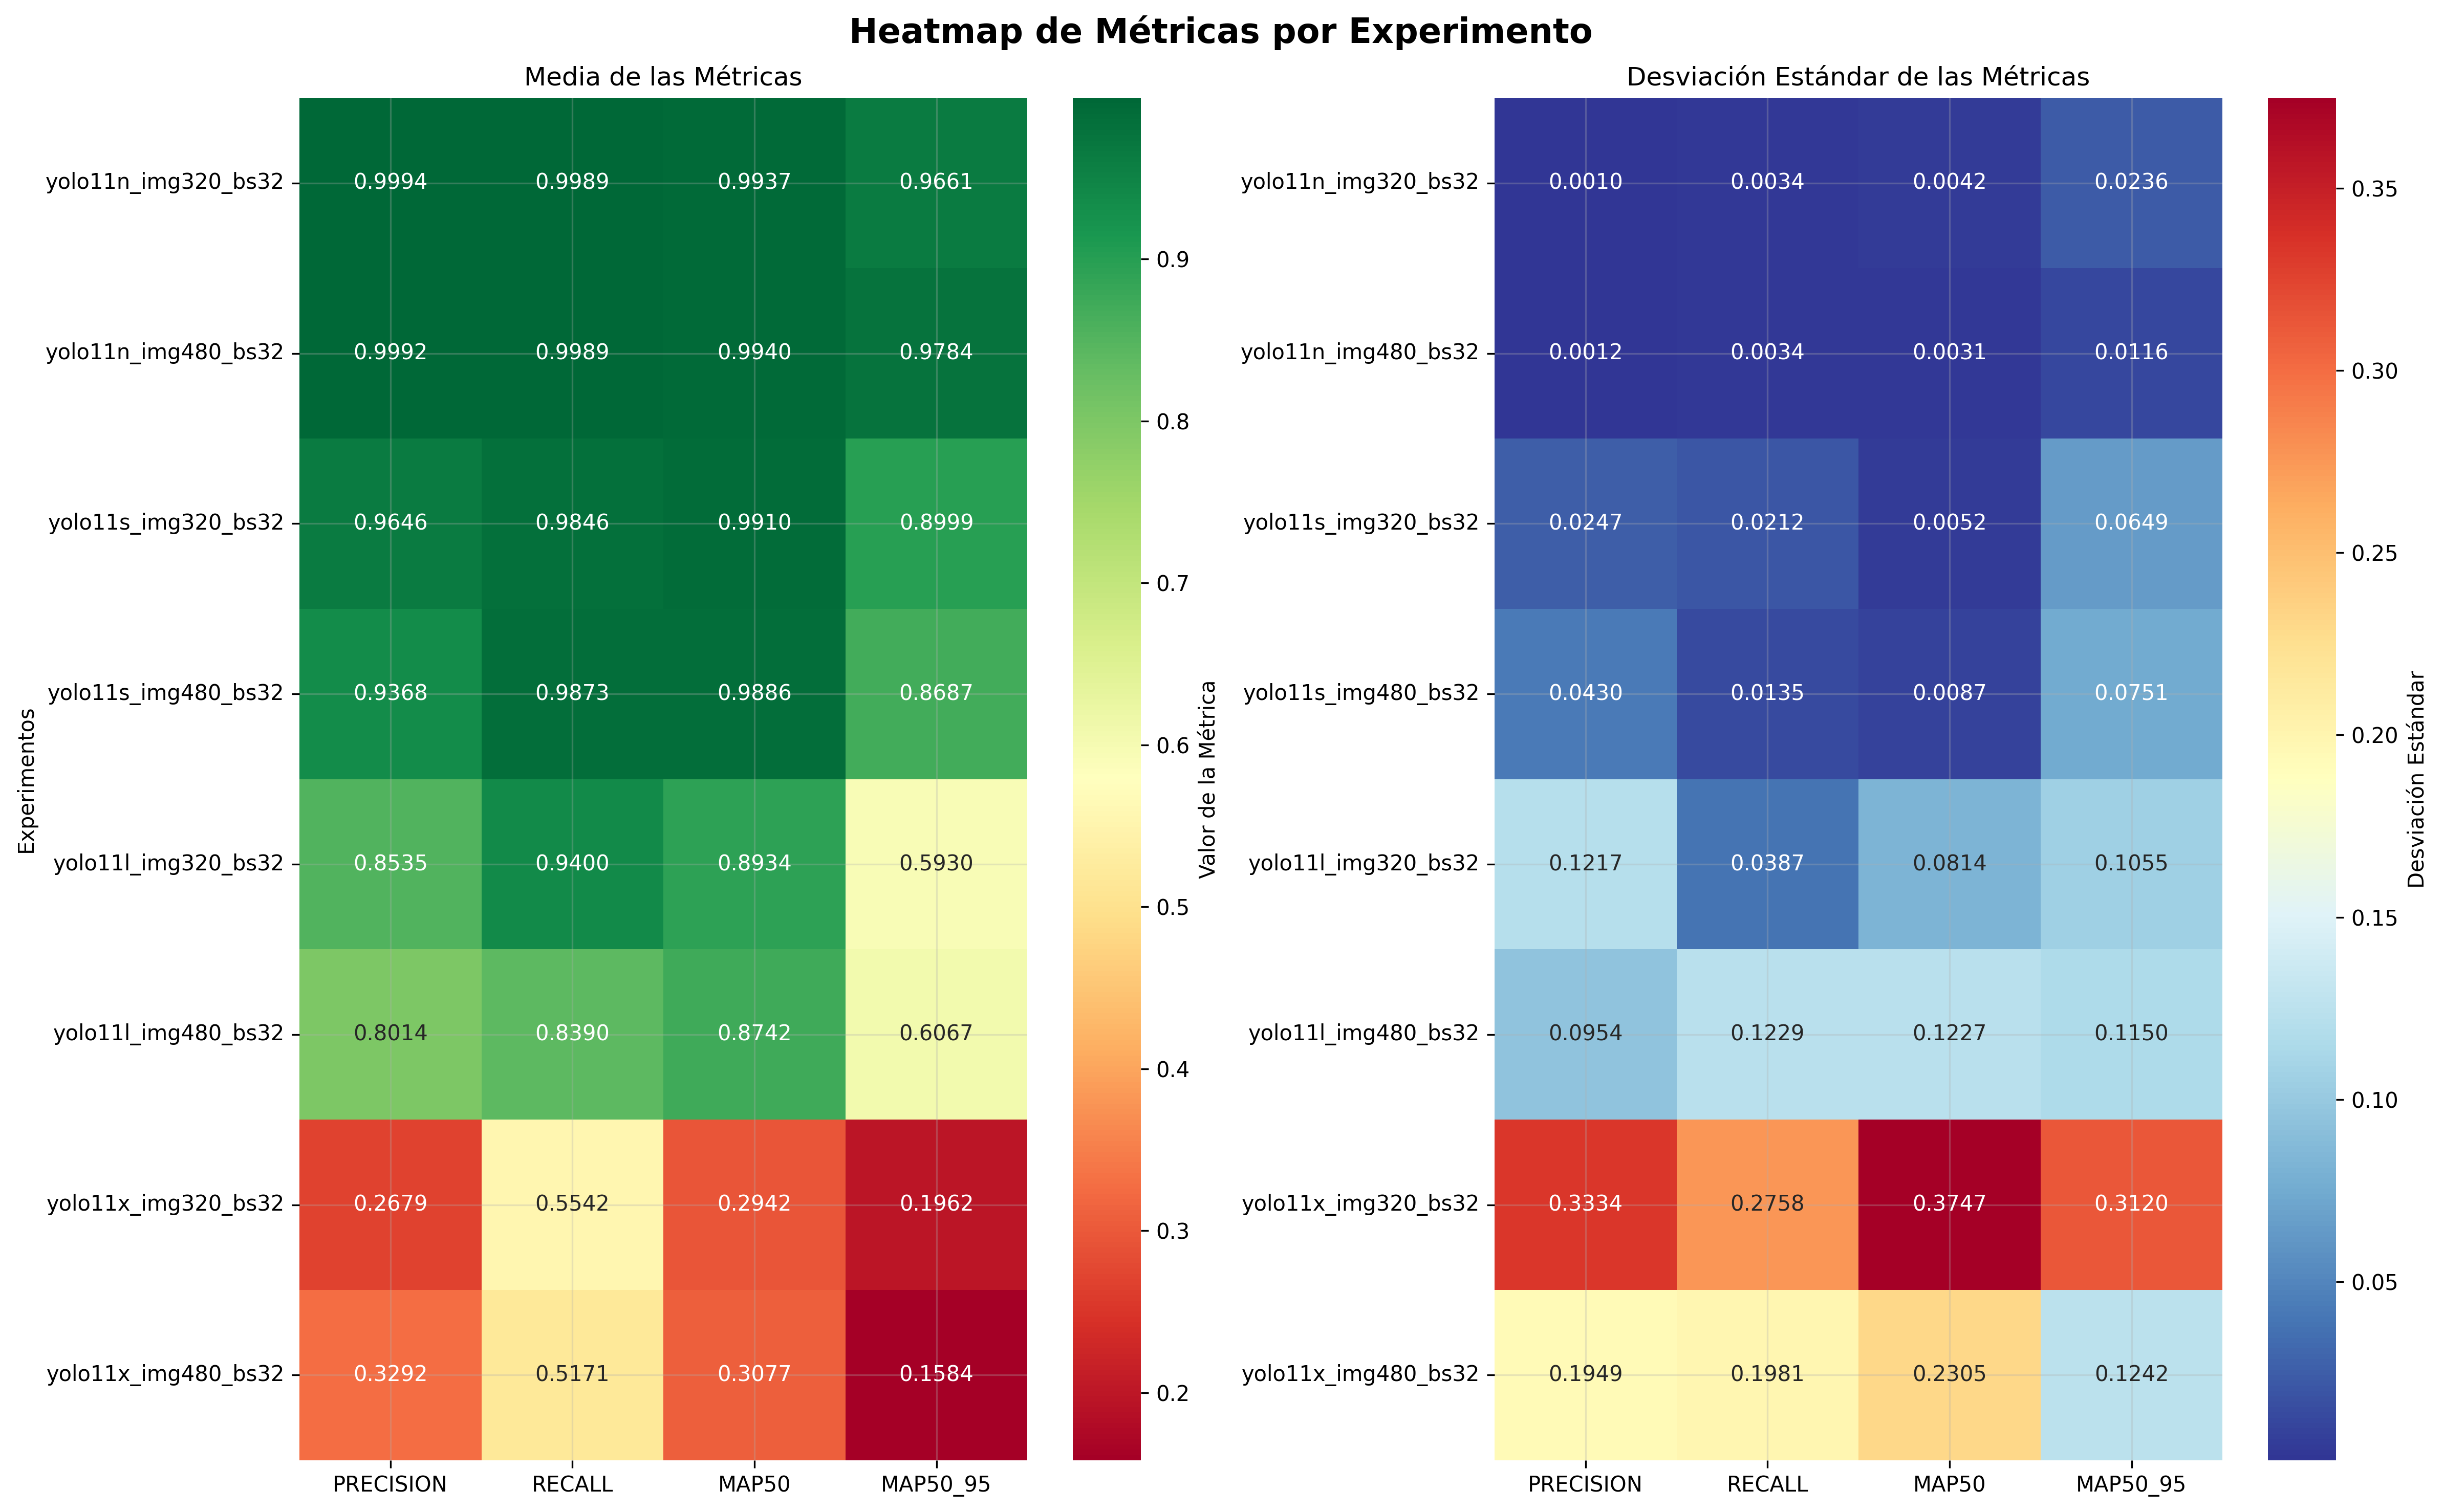 Heatmap de Métricas por Experimento
Media de las Métricas
Experimentos
yolo11n_img320_bs32 0.9994 0.9989 0.9937 0.9661
yolo11n_img480_bs32 0.9992 0.9989 0.9940 0.9784
yolo11s_img320_bs32 0.9646 0.9846 0.9910 0.8999
yolo11s_img480_bs32 0.9368 0.9873 0.9886 0.8687
yolo11l_img320_bs32 0.8535 0.9400 0.8934 0.5930
yolo11l_img480_bs32 0.8014 0.8390 0.8742 0.6067
yolo11x_img320_bs32 0.2679 0.5542 0.2942 0.1962
yolo11x_img480_bs32 0.3292 0.5171 0.3077 0.1584
PRECISION RECALL MAP50 MAP50_95
0.9
0.8
0.7
0.6
0.5
0.4
0.3
0.2
Valor de la Métrica
Desviación Estándar de las Métricas
yolo11n_img320_bs32 0.0010 0.0034 0.0042 0.0236
yolo11n_img480_bs32 0.0012 0.0034 0.0031 0.0116
yolo11s_img320_bs32 0.0247 0.0212 0.0052 0.0649
yolo11s_img480_bs32 0.0430 0.0135 0.0087 0.0751
yolo11l_img320_bs32 0.1217 0.0387 0.0814 0.1055
yolo11l_img480_bs32 0.0954 0.1229 0.1227 0.1150
yolo11x_img320_bs32 0.3334 0.2758 0.3747 0.3120
yolo11x_img480_bs32 0.1949 0.1981 0.2305 0.1242
PRECISION RECALL MAP50 MAP50_95
0.35
0.30
0.25
0.20
0.15
0.10
0.05
Desviación Estándar